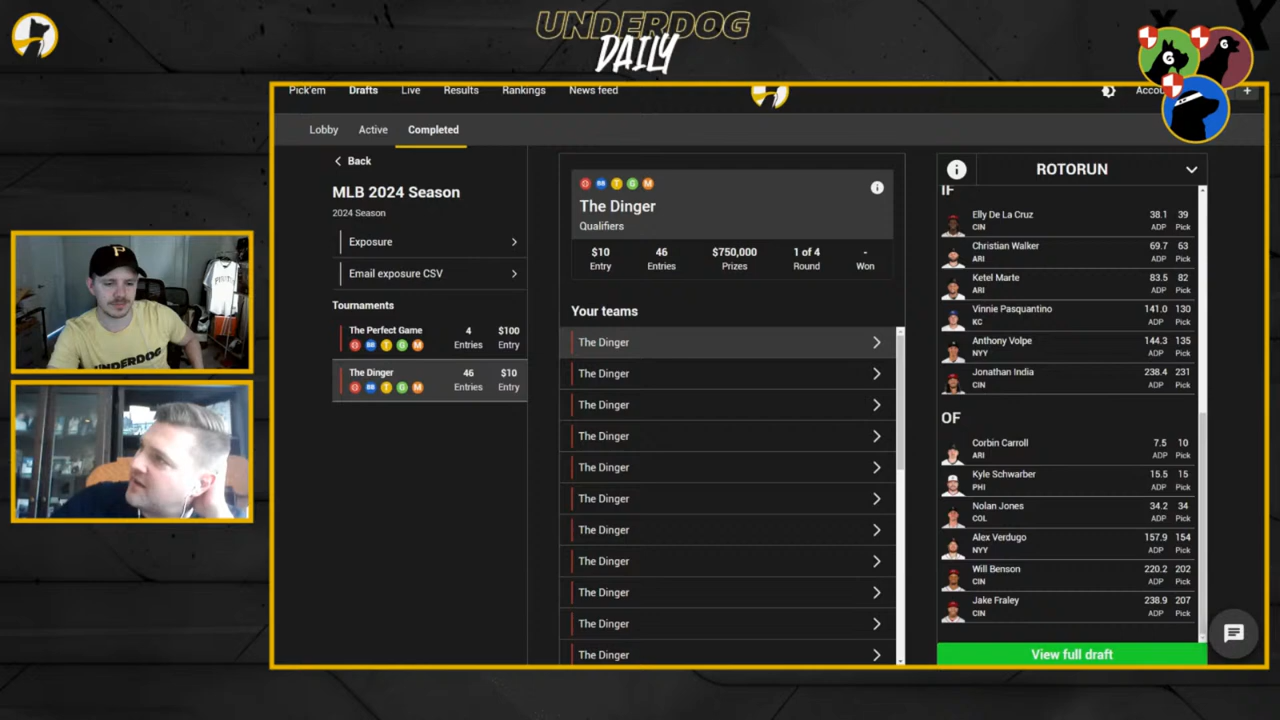 UNDERDOG
DAILY
G
G
Pick'em
Drafts
Live
Results
Rankings
News feed
Lobby
Active
Completed
Back
MLB 2024 Season
2024 Season
Exposure
Email exposure CSV
Tournaments
The Perfect Game
4
$100
Entries
Entry
The Dinger
46
$10
Entries
Entry
The Dinger
Qualifiers
$10
46
$750,000
1 of 4
-
Entry
Entries
Prizes
Round
Won
Your teams
The Dinger
The Dinger
The Dinger
The Dinger
The Dinger
The Dinger
The Dinger
The Dinger
The Dinger
The Dinger
The Dinger
ROTORUN
IF
Elly De La Cruz 38.1 39
CIN ADP Pick
Christian Walker 69.7 63
ARI ADP Pick
Ketel Marte 83.5 82
ARI ADP Pick
Vinnie Pasquantino 141.0 130
KC ADP Pick
Anthony Volpe 144.3 135
NYY ADP Pick
Jonathan India 238.4 231
CIN ADP Pick
OF
Corbin Carroll 7.5 10
ARI ADP Pick
Kyle Schwarber 15.5 15
PHI ADP Pick
Nolan Jones 34.2 34
COL ADP Pick
Alex Verdugo 157.9 154
NYY ADP Pick
Will Benson 220.2 202
CIN ADP Pick
Jake Fraley 238.9 207
CIN ADP Pick
View full draft
P
UNDERDOG